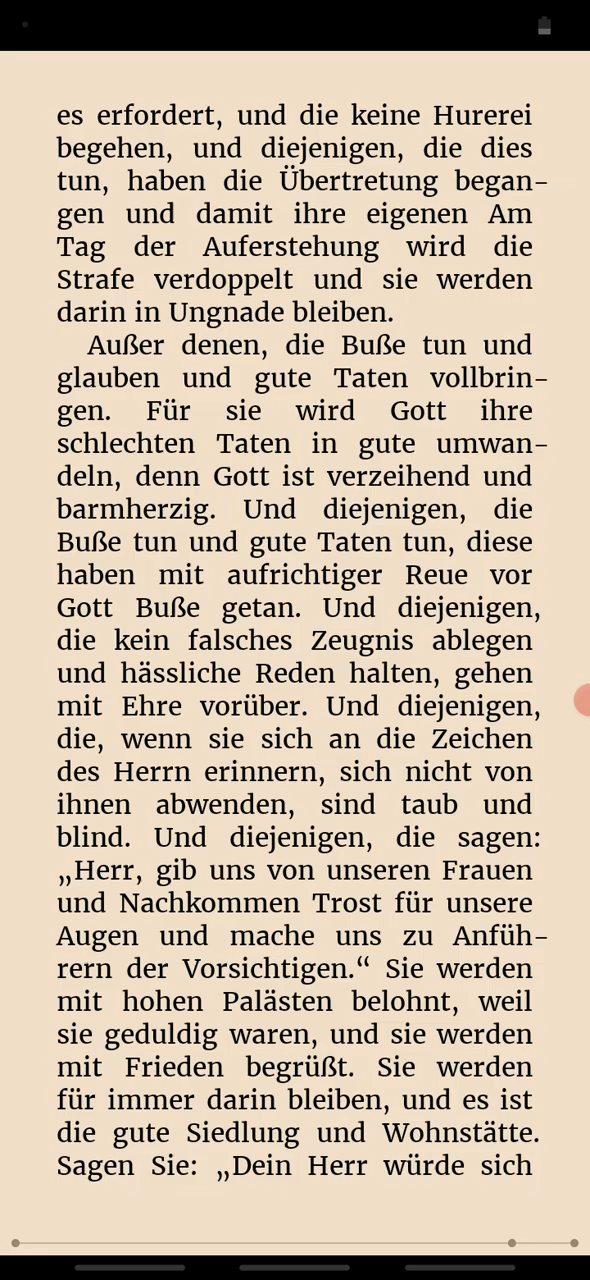 es erfordert, und die keine Hurerei
begehen, und diejenigen, die dies
tun, haben die Übertretung began-
gen und damit ihre eigenen Am
Tag der Auferstehung wird die
Strafe verdoppelt und sie werden
darin in Ungnade bleiben.
Außer denen, die Buße tun und
glauben und gute Taten vollbrin-
gen. Für sie wird Gott ihre
schlechten Taten in gute umwan-
deln, denn Gott ist verzeihend und
barmherzig. Und diejenigen, die
Buße tun und gute Taten tun, diese
haben mit aufrichtiger Reue vor
Gott Buße getan. Und diejenigen,
die kein falsches Zeugnis ablegen
und hässliche Reden halten, gehen
mit Ehre vorüber. Und diejenigen,
die, wenn sie sich an die Zeichen
des Herrn erinnern, sich nicht von
ihnen abwenden, sind taub und
blind. Und diejenigen, die sagen:
„Herr, gib uns von unseren Frauen
und Nachkommen Trost für unsere
Augen und mache uns zu Anfüh-
rern der Vorsichtigen.“ Sie werden
mit hohen Palästen belohnt, weil
sie geduldig waren, und sie werden
mit Frieden begrüßt. Sie werden
für immer darin bleiben, und es ist
die gute Siedlung und Wohnstätte.
Sagen Sie: „Dein Herr würde sich